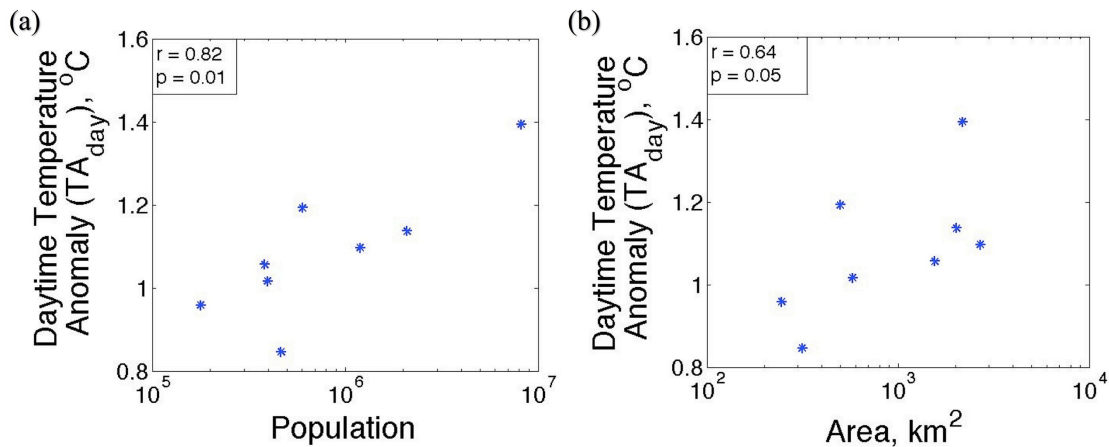 (a)
Daytime Temperature
Anomaly (TA_day), °C
1.6
1.4
1.2
1
0.8
r = 0.82
p = 0.01
10^5
10^6
10^7
Population
(b)
Daytime Temperature
Anomaly (TA_day), °C
1.6
1.4
1.2
1
0.8
r = 0.64
p = 0.05
10^2
10^3
10^4
Area, km²